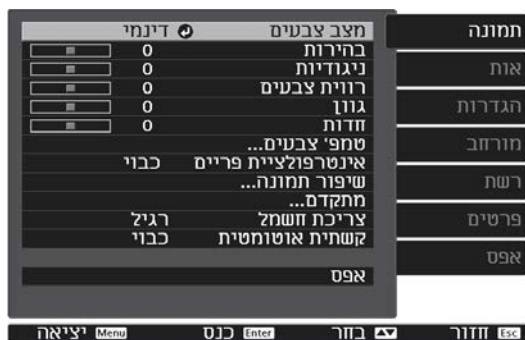 תמונה
אות
הגדרות
מורחב
רשת
פרטים
אפס
מצב צבעים דינמי
בהירות 0
ניגודיות 0
רווית צבעים 0
גוון 0
חדות 0
טמפ' צבעים...
אינטרפולציית פריים כבוי
שיפור תמונה...
מתקדם...
צריכת חשמל רגיל
קשתית אוטומטית כבוי
אפס
Esc חזור בחר Enter כנס Menu יציאה